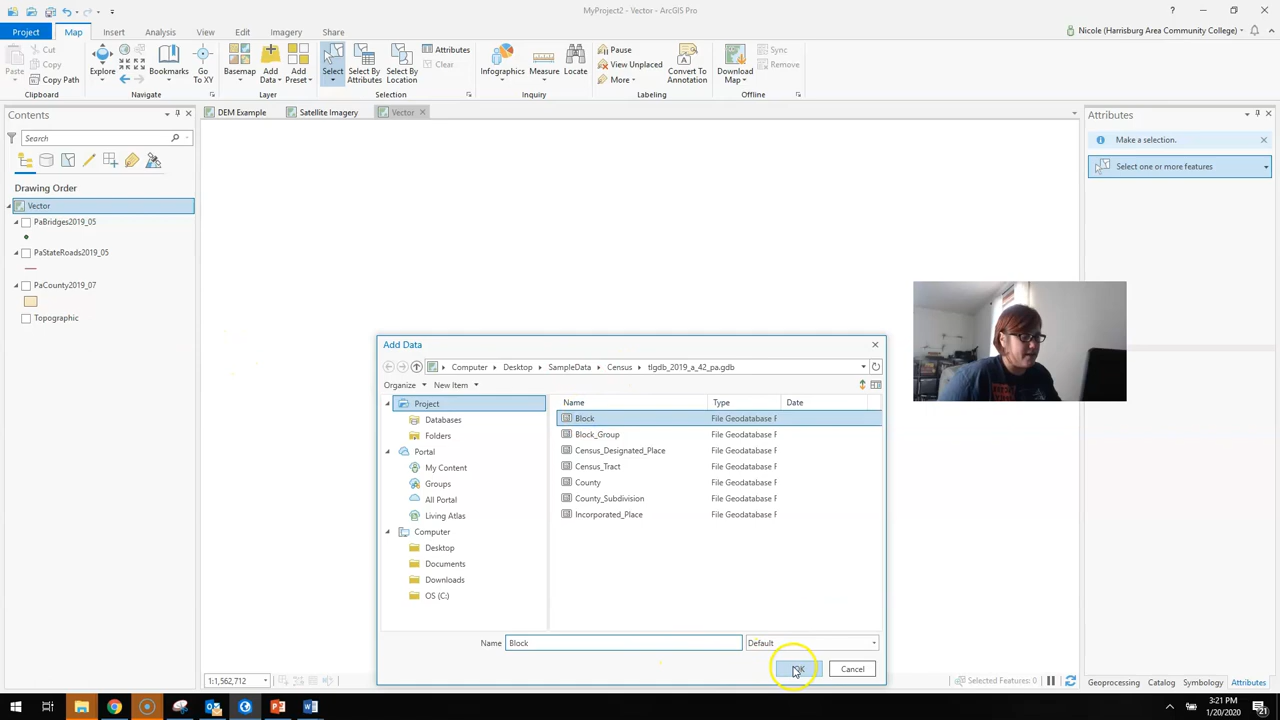 MyProject2 - Vector - ArcGIS Pro
Project Map Insert Analysis View Edit Imagery Share
Nicole (Harrisburg Area Community College)
Paste
Cut
Copy
Copy Path
Clipboard
Explore
Bookmarks
Go To XY
Navigate
Basemap
Add Data
Add Preset
Layer
Select
Select By Attributes
Select By Location
Attributes
Clear
Selection
Infographics
Measure
Locate
Inquiry
Pause
View Unplaced
More
Convert To Annotation
Labeling
Download Map
Sync
Remove
Offline
Contents
Search
Drawing Order
Vector
PaBridges2019_05
PaStateRoads2019_05
PaCounty2019_07
Topographic
DEM Example Satellite Imagery Vector
Attributes
Make a selection.
Select one or more features
Add Data
Computer Desktop SampleData Census tlgdb_2019_a_42_pa.gdb
Organize New Item
Project
Databases
Folders
Portal
My Content
Groups
All Portal
Living Atlas
Computer
Desktop
Documents
Downloads
OS (C:)
Name Type Date
Block File Geodatabase F
Block_Group File Geodatabase F
Census_Designated_Place File Geodatabase F
Census_Tract File Geodatabase F
County File Geodatabase F
County_Subdivision File Geodatabase F
Incorporated_Place File Geodatabase F
Name Block Default
OK Cancel
1:1,562,712
Selected Features: 0
Geoprocessing Catalog Symbology Attributes
3:21 PM
1/20/2020
21